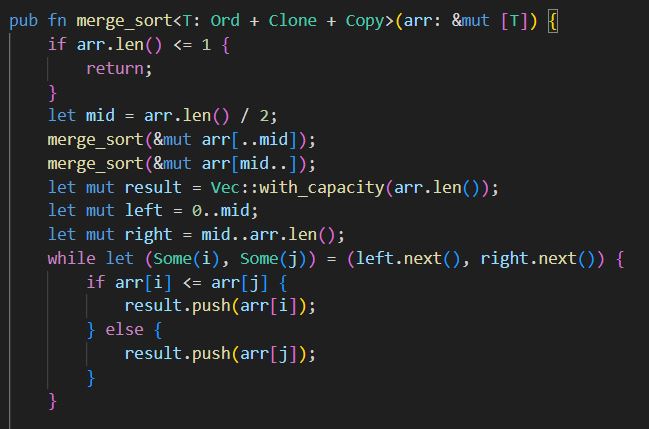 pub fn merge_sort<T: Ord + Clone + Copy>(arr: &mut [T]) {
    if arr.len() <= 1 {
        return;
    }
    let mid = arr.len() / 2;
    merge_sort(&mut arr[..mid]);
    merge_sort(&mut arr[mid..]);
    let mut result = Vec::with_capacity(arr.len());
    let mut left = 0..mid;
    let mut right = mid..arr.len();
    while let (Some(i), Some(j)) = (left.next(), right.next()) {
        if arr[i] <= arr[j] {
            result.push(arr[i]);
        } else {
            result.push(arr[j]);
        }
    }